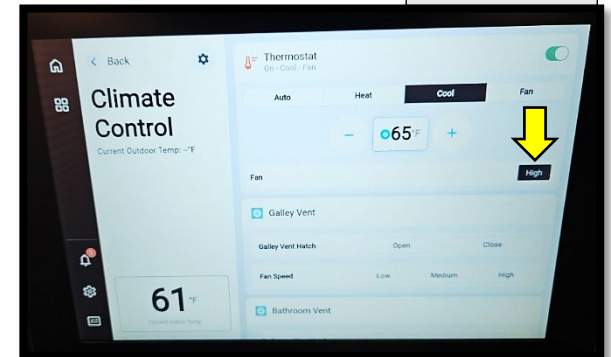 < Back
Climate
Control
Current Outdoor Temp: --°F
61°F
Current Indoor Temp
Thermostat
On - Cool - Fan
Auto Heat Cool Fan
- 65°F +
Fan High
Galley Vent
Galley Vent Hatch Open Close
Fan Speed Low Medium High
Bathroom Vent